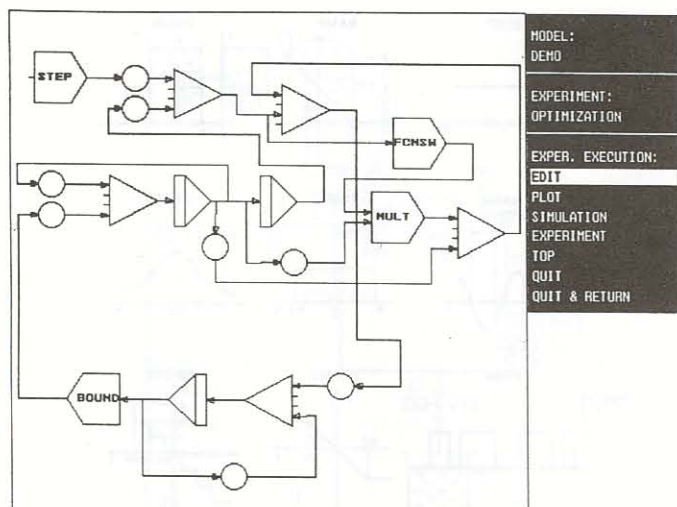 STEP
FCNSW
MULT
BOUND
MODEL:
DEMO
EXPERIMENT:
OPTIMIZATION
EXPER. EXECUTION:
EDIT
PLOT
SIMULATION
EXPERIMENT
TOP
QUIT
QUIT & RETURN